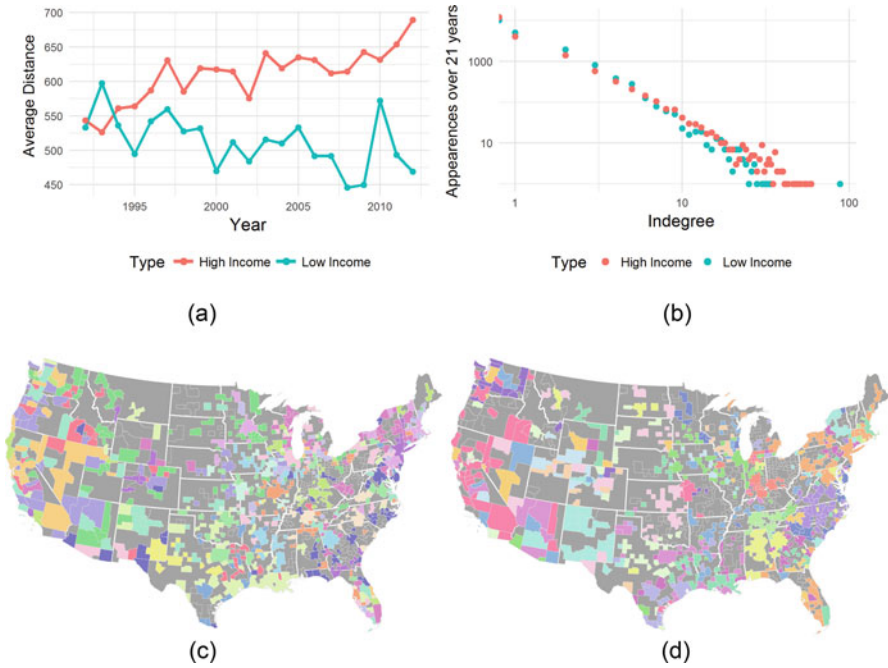 700
650
600
550
500
450
Average Distance
1995
2000
2005
2010
Year
Type High Income Low Income
(a)
1000
10
Appearences over 21 years
1
10
100
Indegree
Type High Income Low Income
(b)
(c)
(d)